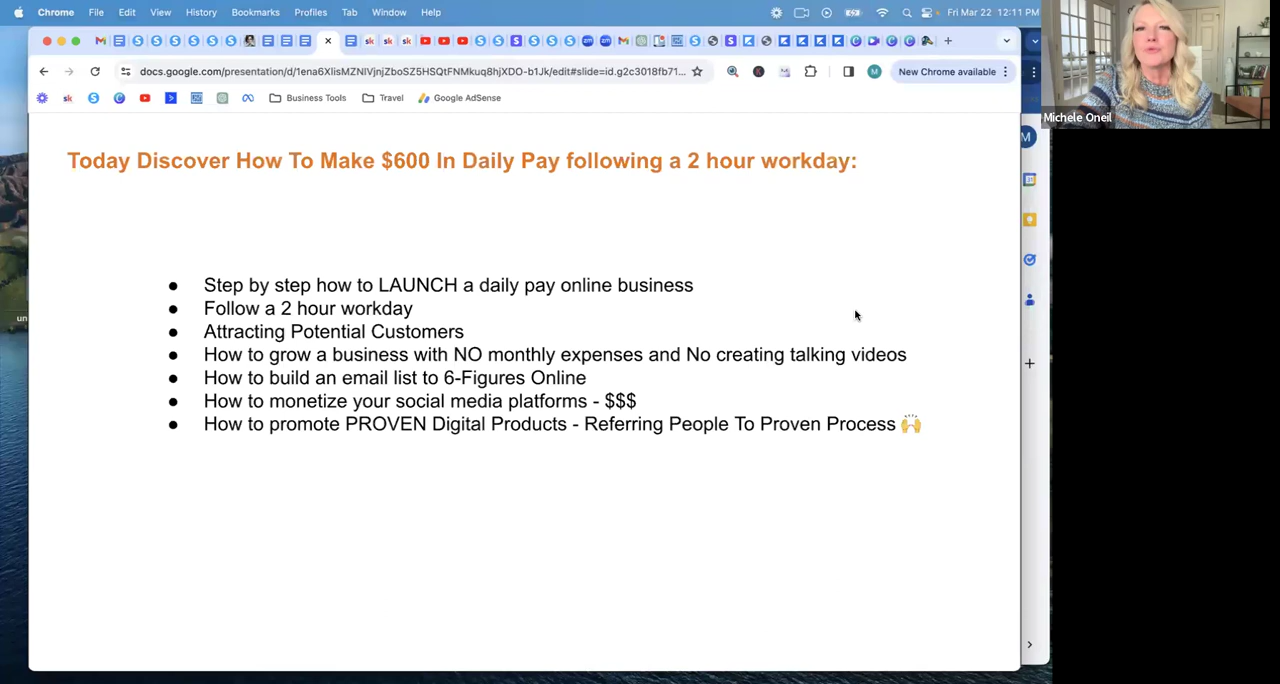 Chrome File Edit View History Bookmarks Profiles Tab Window Help Fri Mar 22 12:11 PM
docs.google.com/presentation/d/1ena6XlisMZNlVjnjZboSZ5HSQtFNMkuq8hjXDO-b1Jk/edit#slide=id.g2c3018fb71... M New Chrome available
Business Tools Travel Google AdSense
Michele Oneil
M
Today Discover How To Make $600 In Daily Pay following a 2 hour workday:
● Step by step how to LAUNCH a daily pay online business
● Follow a 2 hour workday
● Attracting Potential Customers
● How to grow a business with NO monthly expenses and No creating talking videos
● How to build an email list to 6-Figures Online
● How to monetize your social media platforms - $$$
● How to promote PROVEN Digital Products - Referring People To Proven Process 🙌